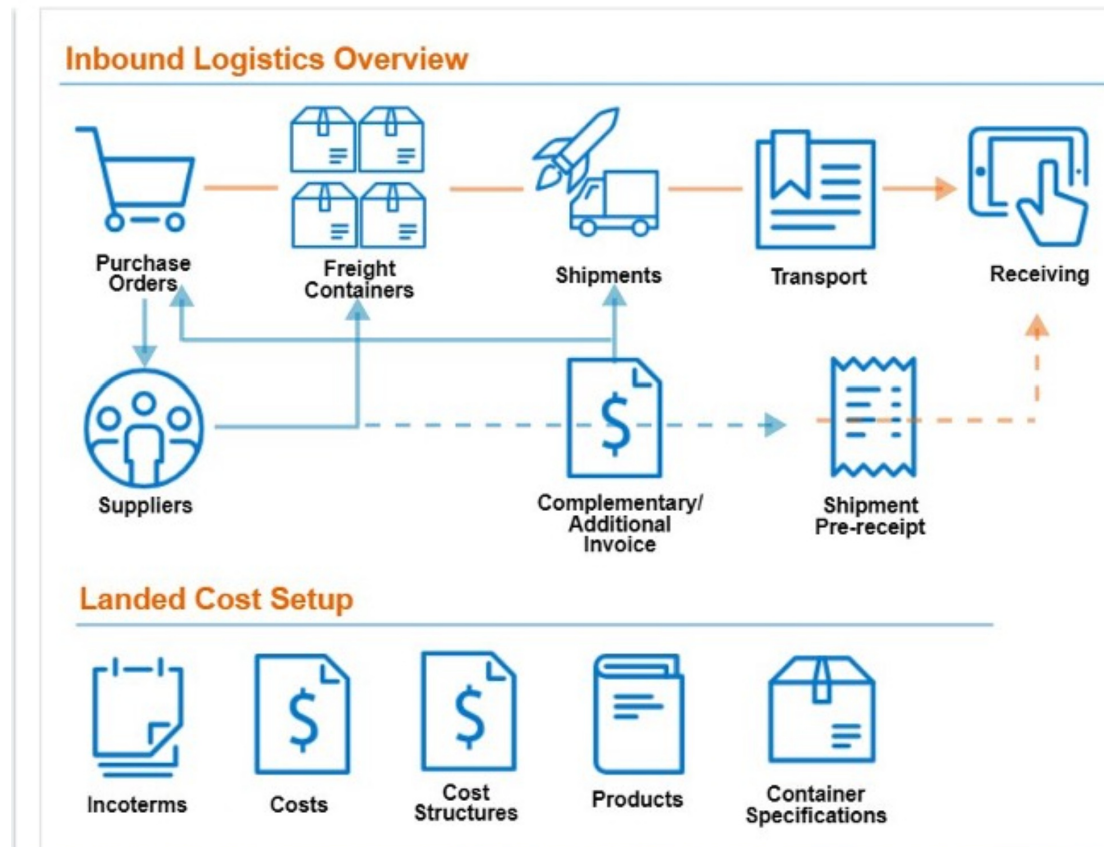 Inbound Logistics Overview
Purchase
Orders
Freight
Containers
Shipments
Transport
Receiving
Suppliers
$
Complementary/
Additional
Invoice
Shipment
Pre-receipt
Landed Cost Setup
Incoterms
$
Costs
$
Cost
Structures
Products
Container
Specifications